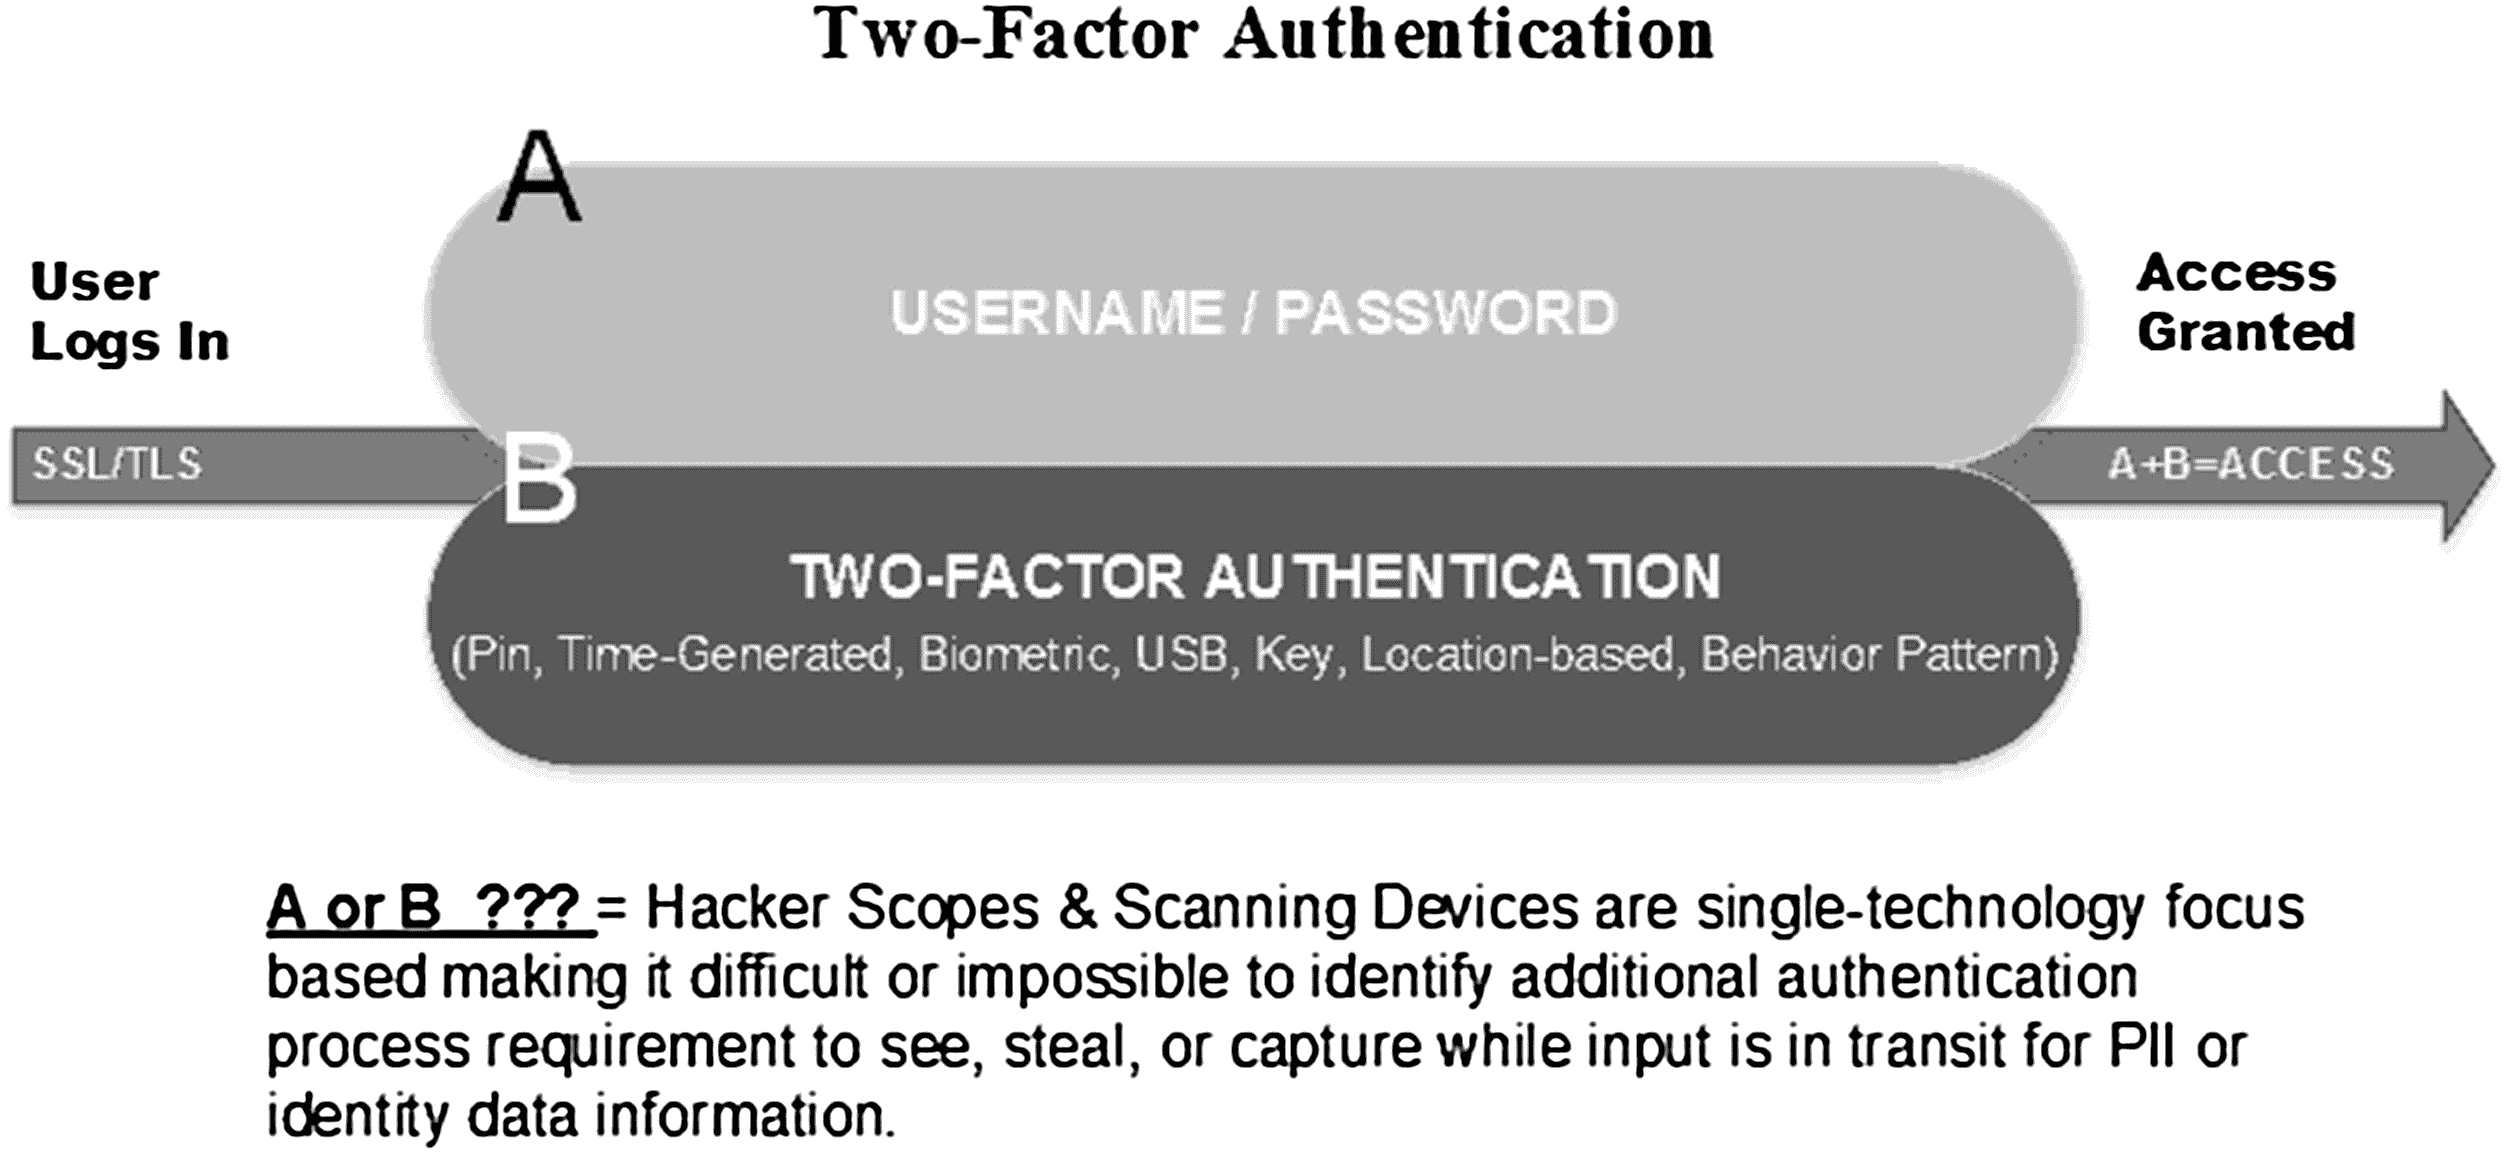 Two-Factor Authentication
A
User
Logs In
USERNAME / PASSWORD
Access
Granted
SSL/TLS
B
A+B=ACCESS
TWO-FACTOR AUTHENTICATION
(Pin, Time-Generated, Biometric, USB, Key, Location-based, Behavior Pattern)
A or B ??? = Hacker Scopes & Scanning Devices are single-technology focus
based making it difficult or impossible to identify additional authentication
process requirement to see, steal, or capture while input is in transit for PII or
identity data information.